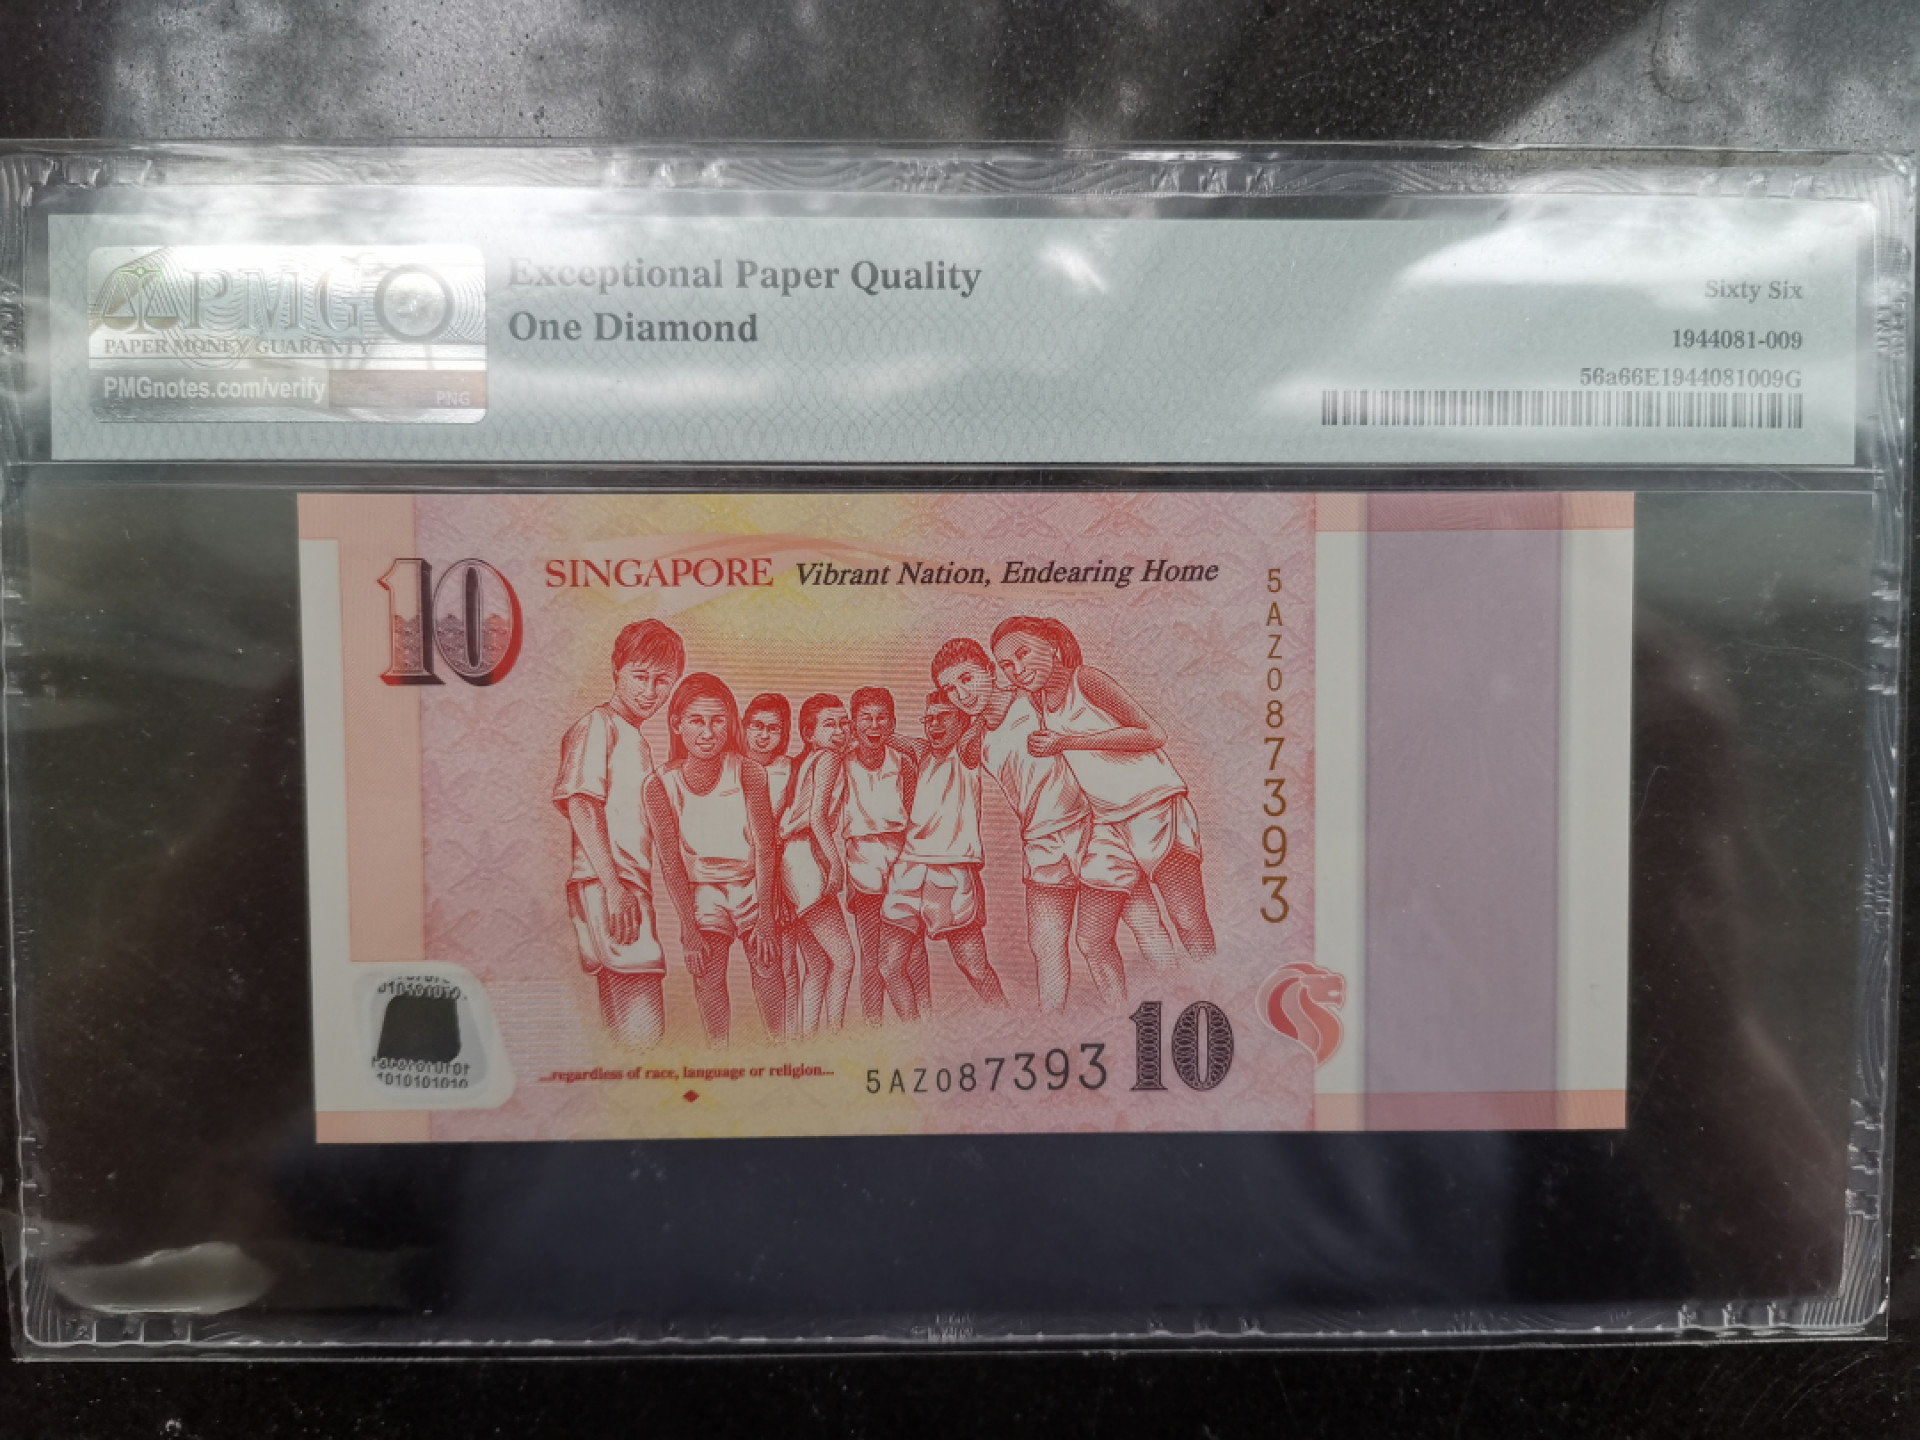 PMG
PAPER MONEY GUARANTY
PMGnotes.com/verify
PNG
Exceptional Paper Quality
One Diamond
Sixty Six
1944081-009
56a66E1944081009G
10
SINGAPORE Vibrant Nation, Endearing Home
5AZ087393
...regardless of race, language or religion...
5AZ087393
10